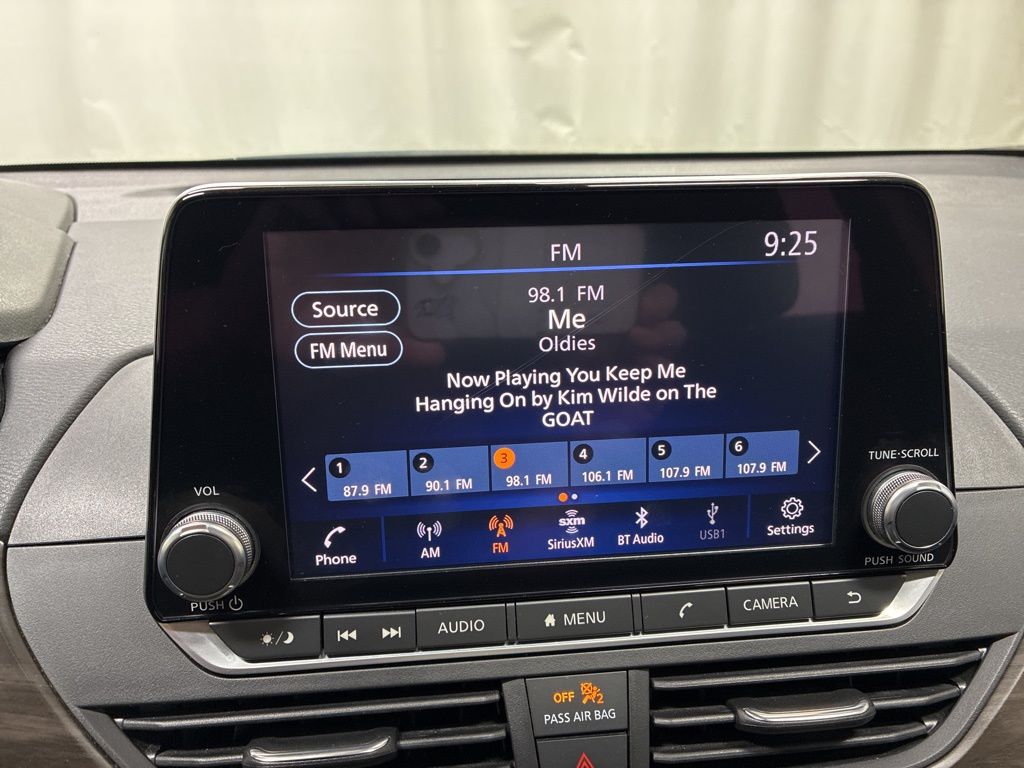 FM
9:25
Source
FM Menu
98.1 FM
Me
Oldies
Now Playing You Keep Me
Hanging On by Kim Wilde on The
GOAT
1
87.9 FM
2
90.1 FM
3
98.1 FM
4
106.1 FM
5
107.9 FM
6
107.9 FM
Phone
AM
FM
sxm
SiriusXM
BT Audio
USB1
Settings
VOL
PUSH
TUNE·SCROLL
PUSH SOUND
AUDIO
MENU
CAMERA
OFF 2
PASS AIR BAG